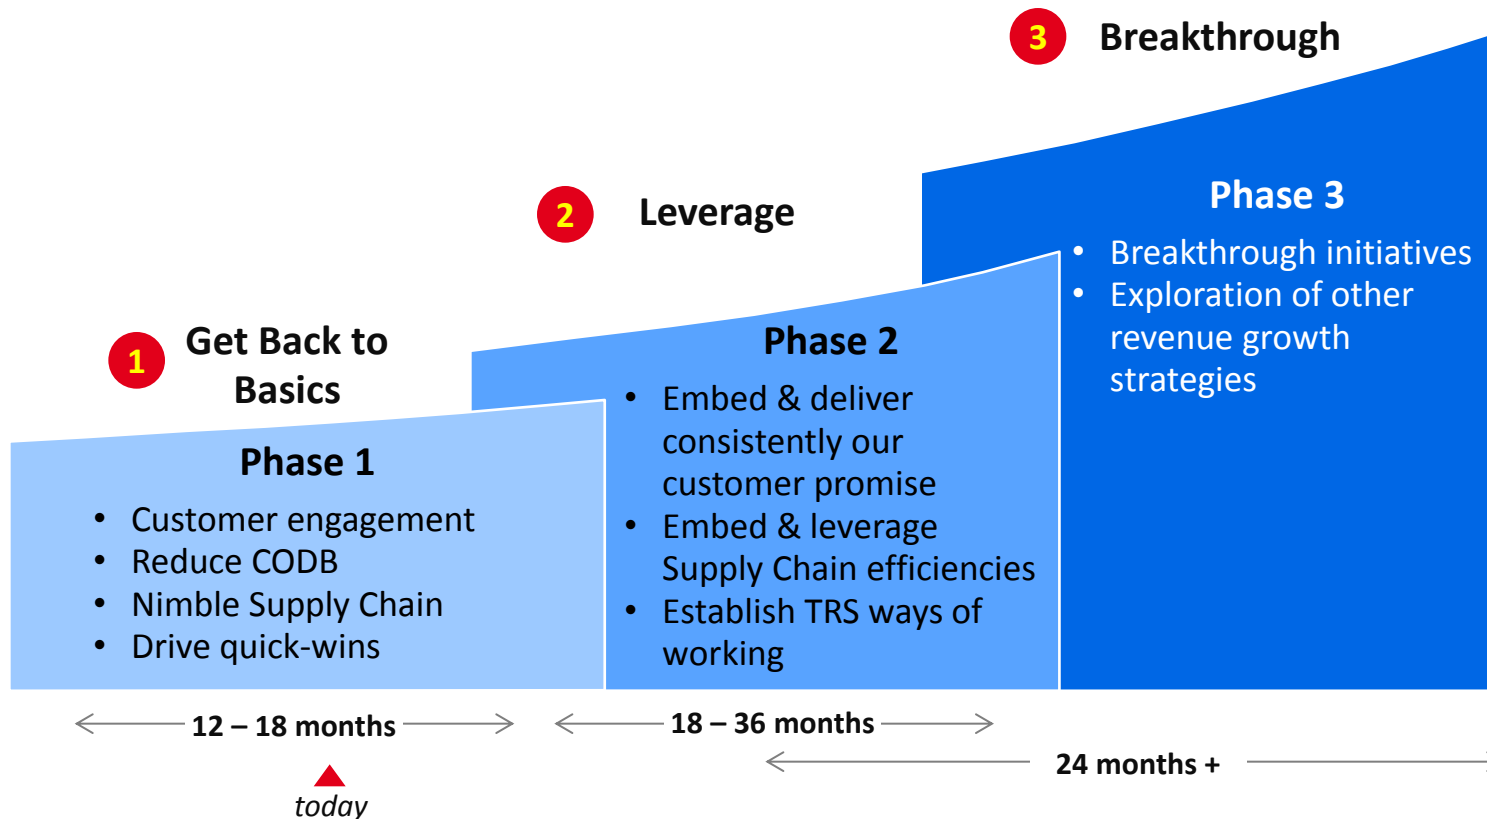 1
Get Back to
Basics
Phase 1
• Customer engagement
• Reduce CODB
• Nimble Supply Chain
• Drive quick-wins
12 – 18 months
today
2
Leverage
Phase 2
• Embed & deliver
consistently our
customer promise
• Embed & leverage
Supply Chain efficiencies
• Establish TRS ways of
working
18 – 36 months
3
Breakthrough
Phase 3
• Breakthrough initiatives
• Exploration of other
revenue growth
strategies
24 months +